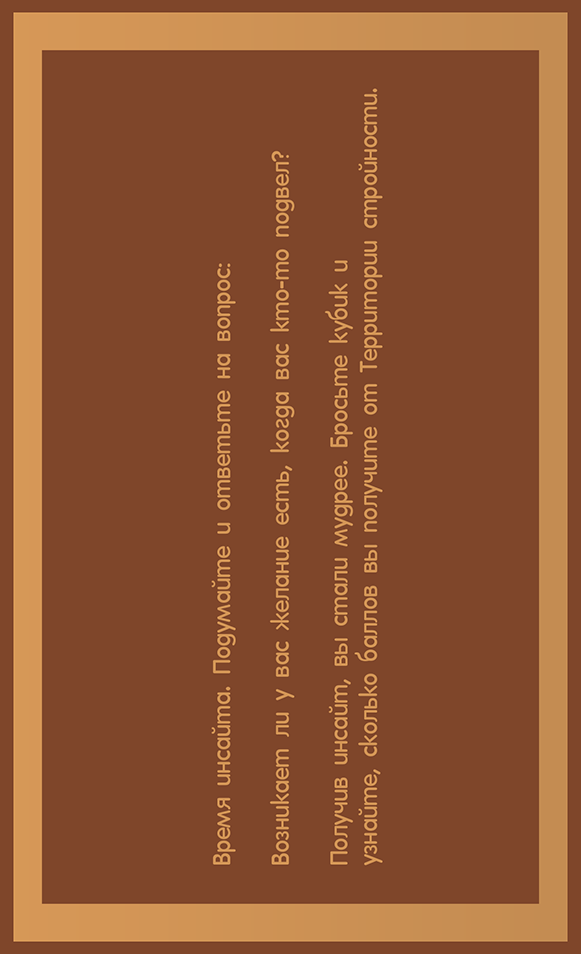 Время инсайта. Подумайте и ответьте на вопрос:
Возникает ли у вас желание есть, когда вас кто-то подвел?
Получив инсайт, вы стали мудрее. Бросьте кубик и
узнайте, сколько баллов вы получите от Территории стройности.